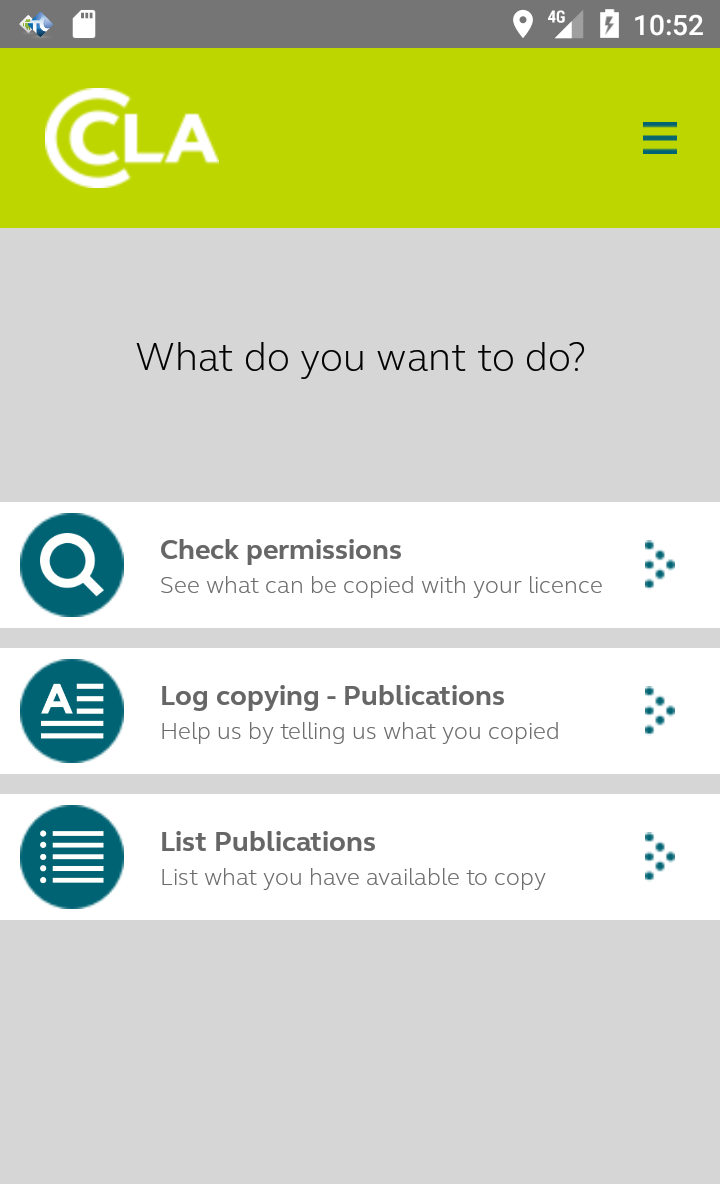 4G 10:52
CLA
What do you want to do?
Check permissions
See what can be copied with your licence
Log copying - Publications
Help us by telling us what you copied
List Publications
List what you have available to copy